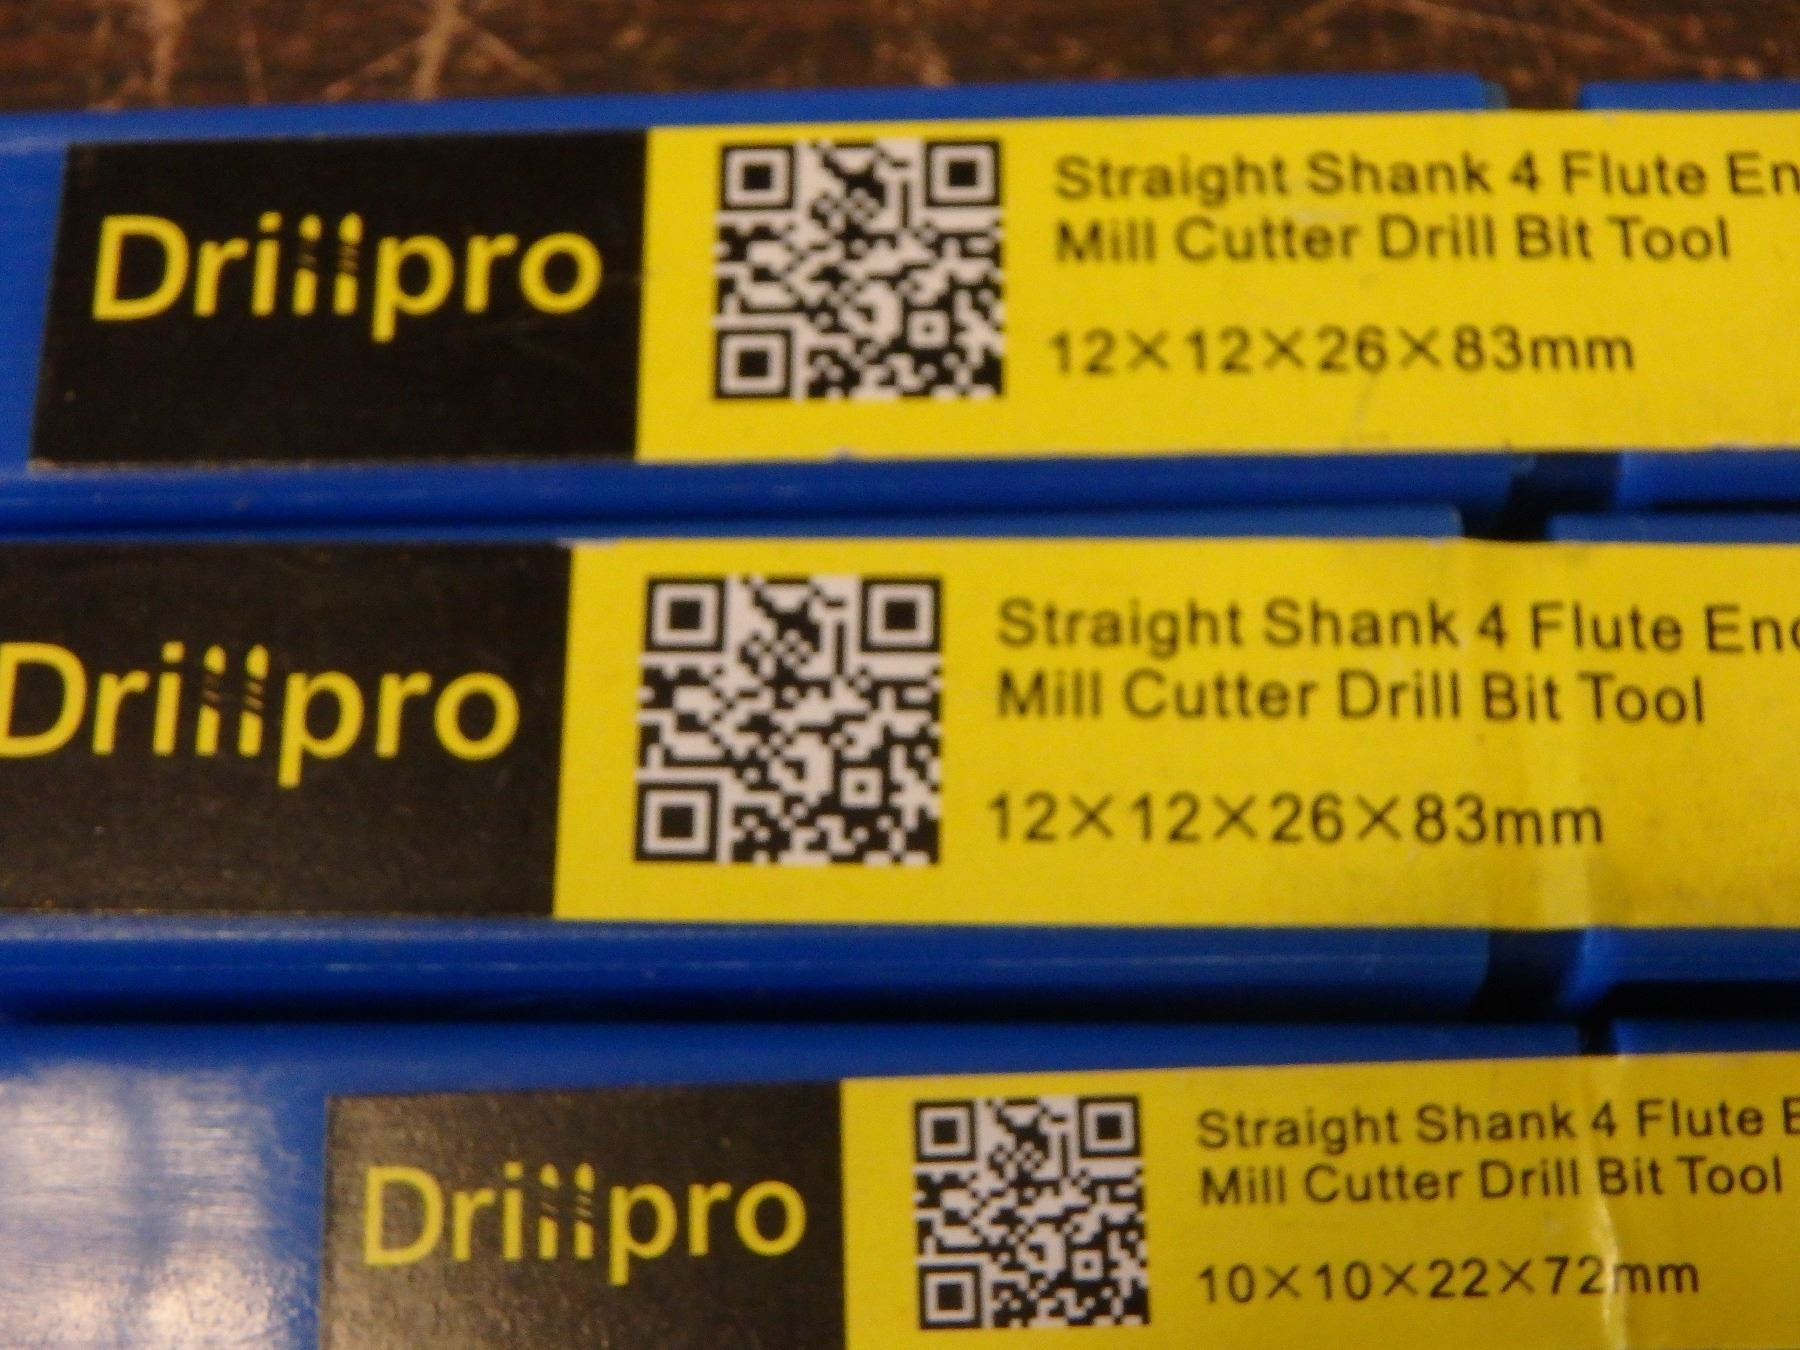 Drillpro
Straight Shank 4 Flute En
Mill Cutter Drill Bit Tool
12×12×26×83mm
Drillpro
Straight Shank 4 Flute End
Mill Cutter Drill Bit Tool
12×12×26×83mm
Drillpro
Straight Shank 4 Flute E
Mill Cutter Drill Bit Tool
10×10×22×72mm